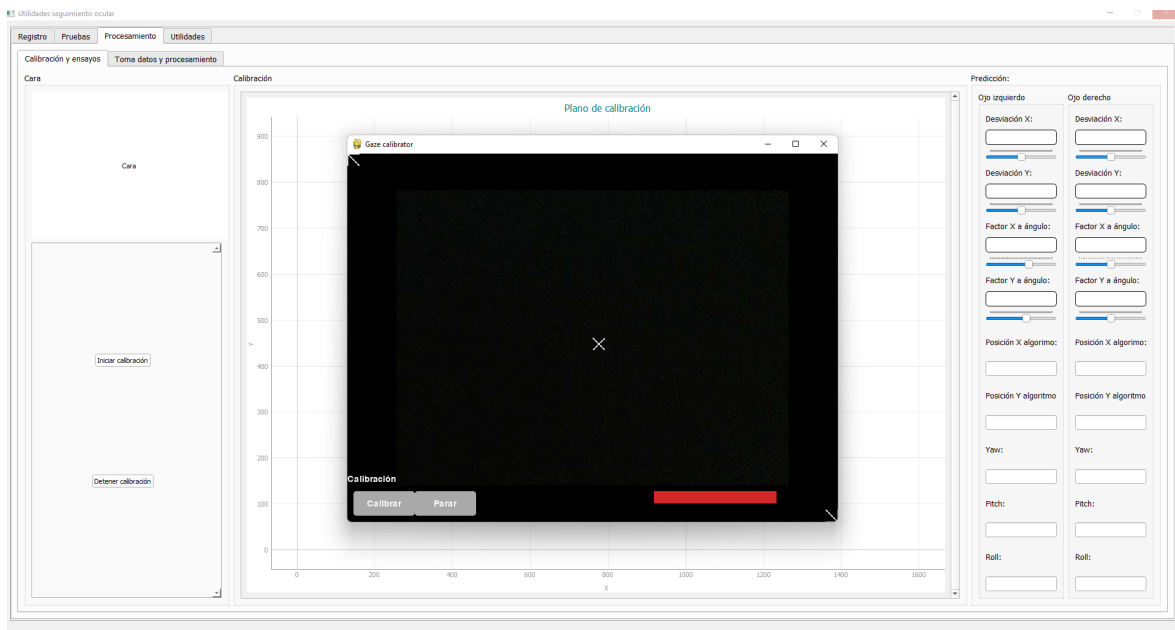 Utilidades seguimiento ocular
Registro Pruebas Procesamiento Utilidades
Calibración y ensayos Toma datos y procesamiento
Cara
Cara
Iniciar calibración
Detener calibración
Calibración
Plano de calibración
900
800
700
600
500
400
300
200
100
0
Y
0 200 400 600 800 1000 1200 1400 1600
X
Gaze calibrator
Calibración
Calibrar Parar
Predicción:
Ojo izquierdo Ojo derecho
Desviación X: Desviación X:
Desviación Y: Desviación Y:
Factor X a ángulo: Factor X a ángulo:
Factor Y a ángulo: Factor Y a ángulo:
Posición X algorimo: Posición X algorimo:
Posición Y algoritmo Posición Y algoritmo
Yaw: Yaw:
Pitch: Pitch:
Roll: Roll: